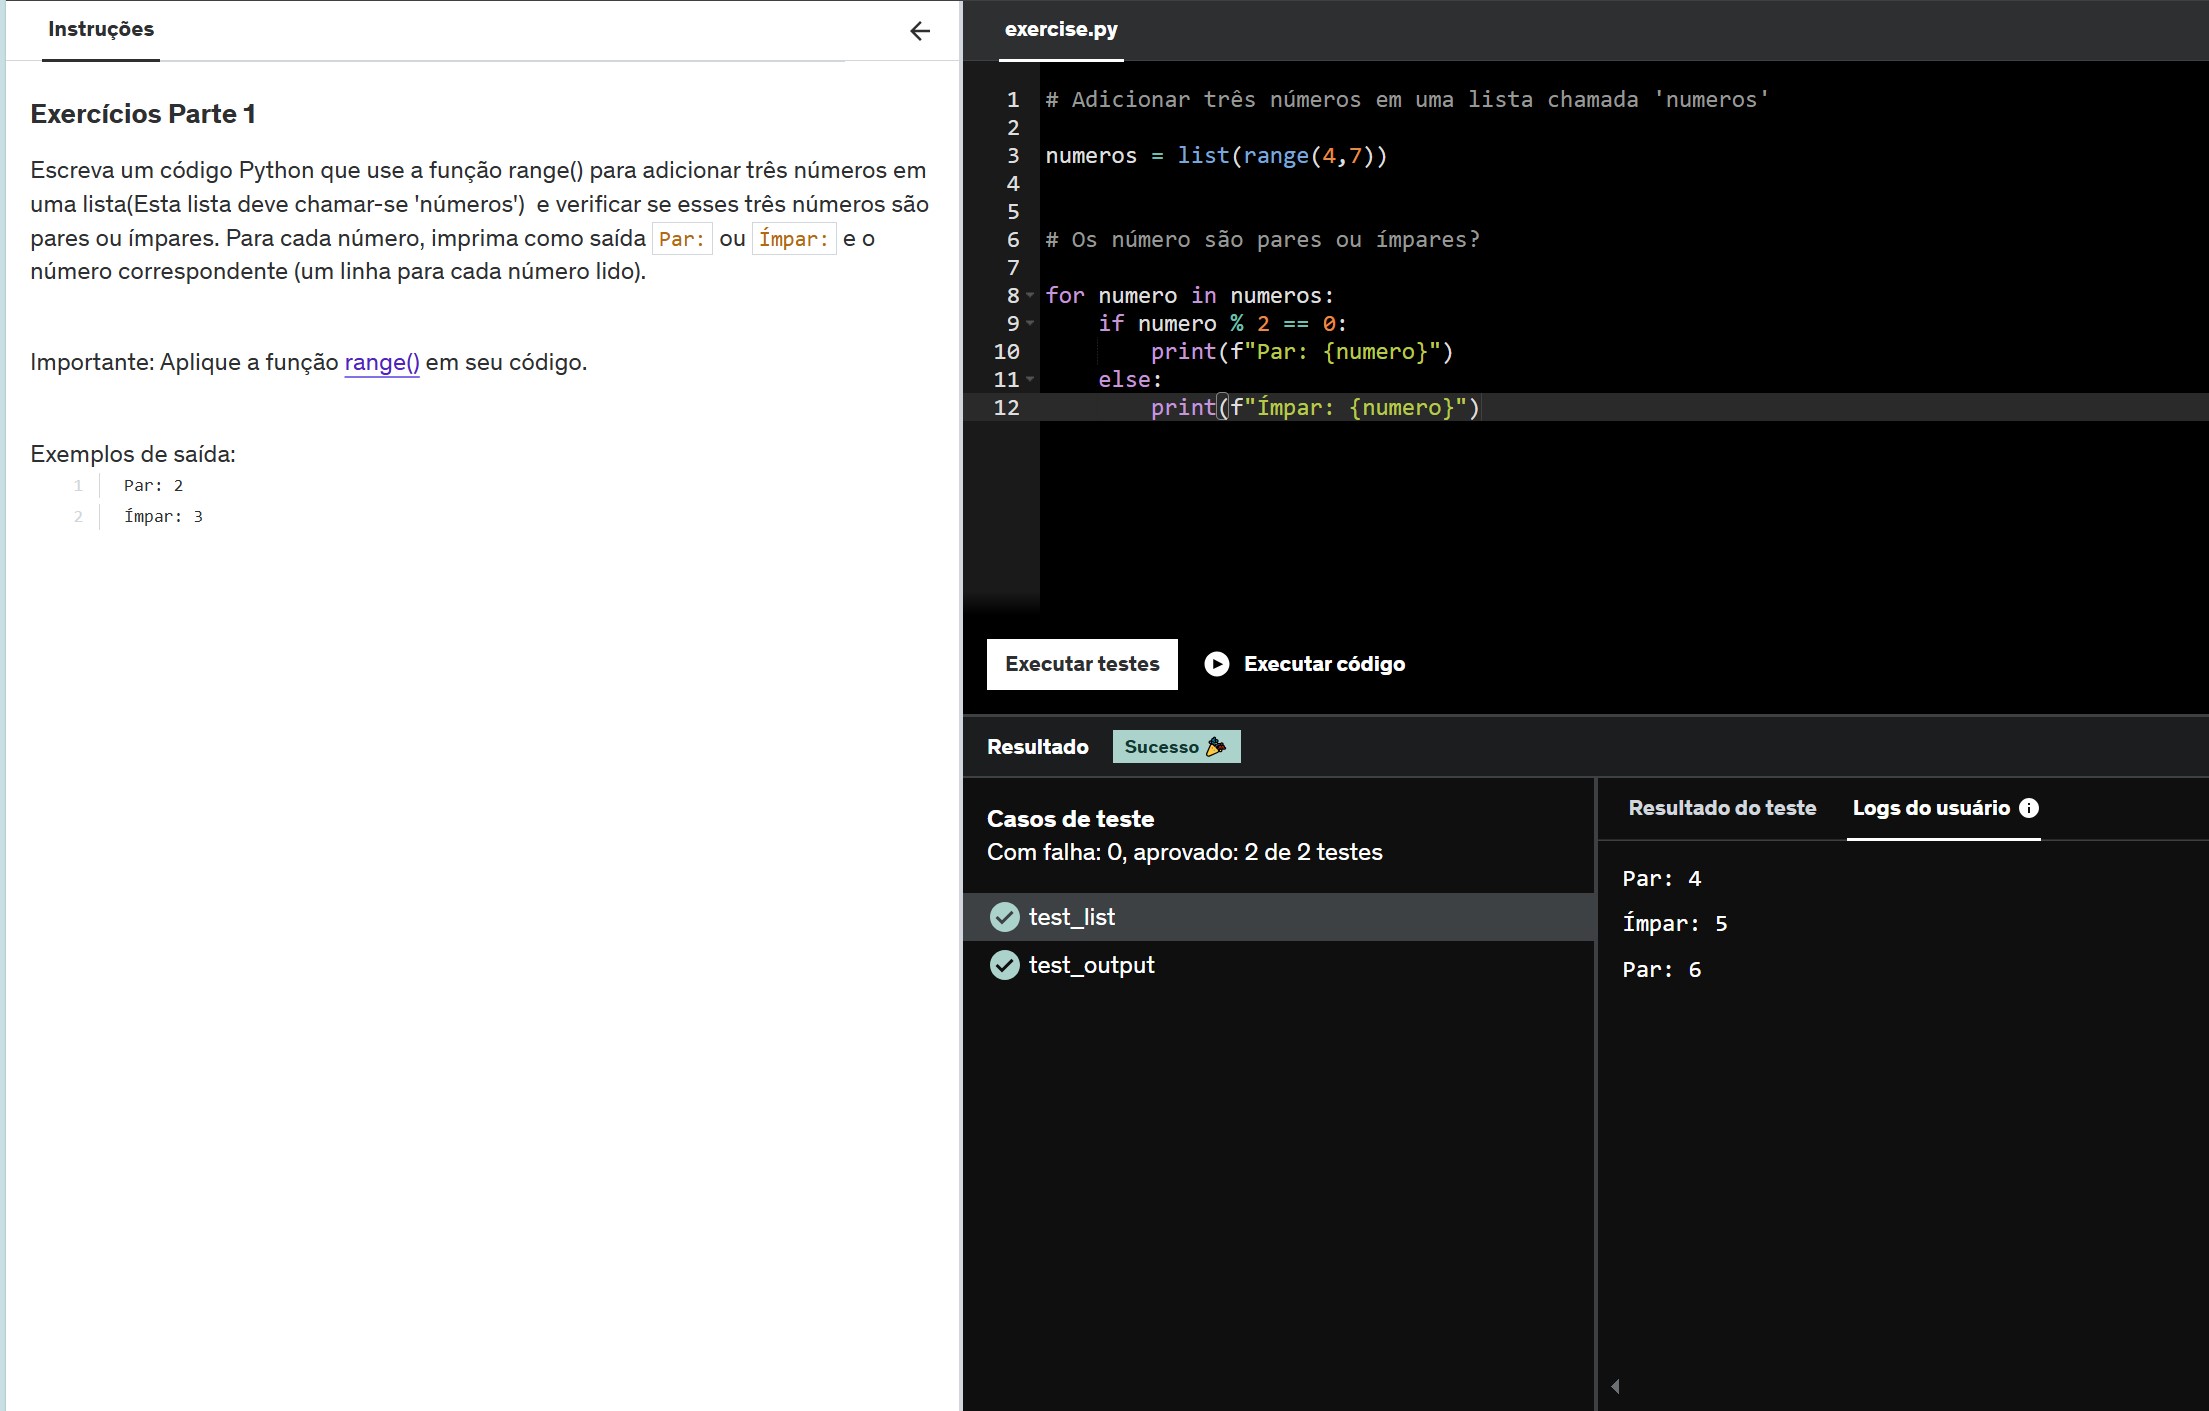 Instruções
Exercícios Parte 1
Escreva um código Python que use a função range() para adicionar três números em
uma lista(Esta lista deve chamar-se 'números')  e verificar se esses três números são
pares ou ímpares. Para cada número, imprima como saída Par: ou Ímpar: e o
número correspondente (um linha para cada número lido).
Importante: Aplique a função range() em seu código.
Exemplos de saída:
1 Par: 2
2 Ímpar: 3
exercise.py
1 # Adicionar três números em uma lista chamada 'numeros'
2
3 numeros = list(range(4,7))
4
5
6 # Os número são pares ou ímpares?
7
8 for numero in numeros:
9     if numero % 2 == 0:
10         print(f"Par: {numero}")
11     else:
12         print(f"Ímpar: {numero}")
Executar testes Executar código
Resultado Sucesso
Casos de teste
Com falha: 0, aprovado: 2 de 2 testes
test_list
test_output
Resultado do teste Logs do usuário
Par: 4
Ímpar: 5
Par: 6